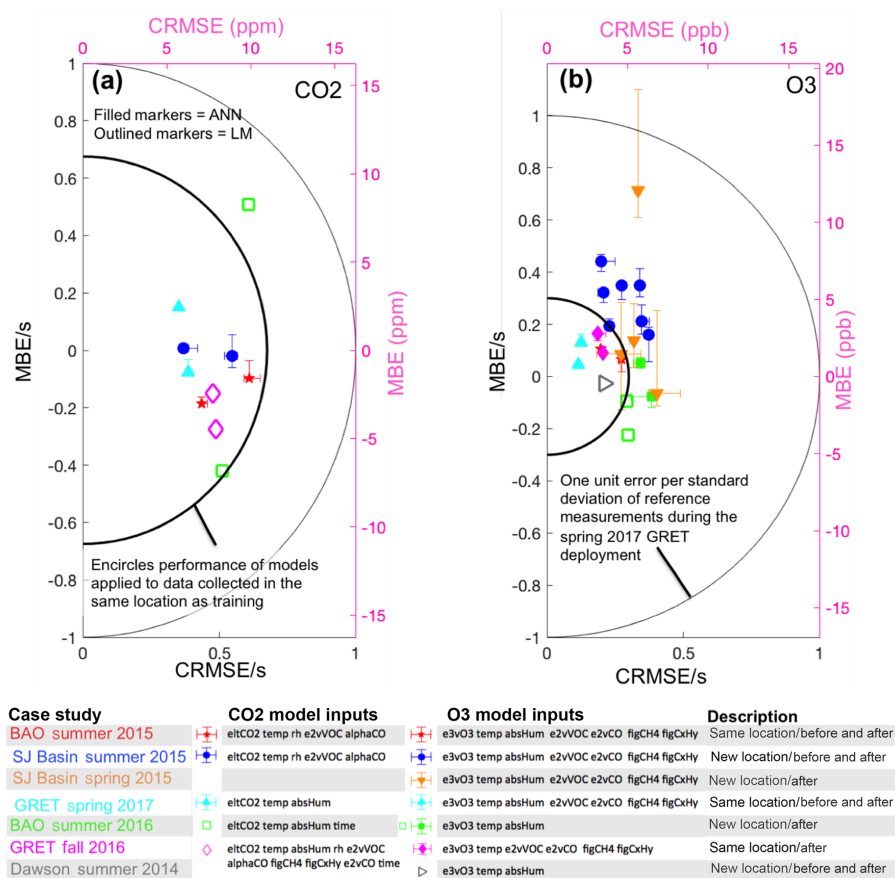 CRMSE (ppm)
0 5 10 15
(a)
CO2
Filled markers = ANN
Outlined markers = LM
1
0.8
0.6
0.4
0.2
0
-0.2
-0.4
-0.6
-0.8
-1
MBE/s
15
10
5
0
-5
-10
-15
MBE (ppm)
Encircles performance of models
applied to data collected in the
same location as training
0 0.5 1
CRMSE/s
CRMSE (ppb)
0 5 10 15
(b)
O3
1
0.8
0.6
0.4
0.2
0
-0.2
-0.4
-0.6
-0.8
-1
MBE/s
20
15
10
5
0
-5
-10
-15
MBE (ppb)
One unit error per standard
deviation of reference
measurements during the
spring 2017 GRET
deployment
0 0.5 1
CRMSE/s
Case study CO2 model inputs O3 model inputs Description
BAO summer 2015 eltCO2 temp rh e2vVOC alphaCO e3vO3 temp absHum e2vVOC e2vCO figCH4 figCxHy Same location/before and after
SJ Basin summer 2015 eltCO2 temp rh e2vVOC alphaCO e3vO3 temp absHum e2vVOC e2vCO figCH4 figCxHy New location/before and after
SJ Basin spring 2015 e3vO3 temp absHum e2vVOC e2vCO figCH4 figCxHy New location/after
GRET spring 2017 eltCO2 temp absHum e3vO3 temp absHum e2vVOC e2vCO figCH4 figCxHy Same location/before and after
BAO summer 2016 eltCO2 temp absHum time e3vO3 temp absHum New location/after
GRET fall 2016 eltCO2 temp absHum rh e2vVOC e3vO3 temp e2vVOC e2vCO figCH4 figCxHy Same location/after
alphaCO figCH4 figCxHy e2vCO time
Dawson summer 2014 e3vO3 temp absHum New location/before and after